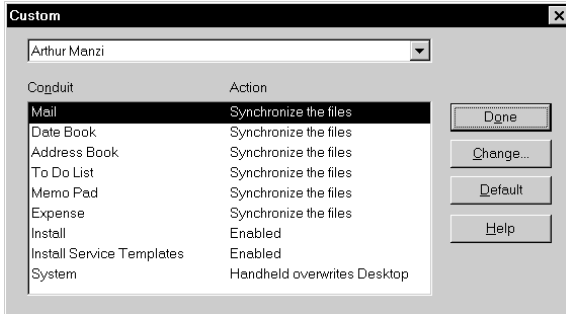 Custom
Arthur Manzi
Conduit Action
Mail Synchronize the files
Date Book Synchronize the files
Address Book Synchronize the files
To Do List Synchronize the files
Memo Pad Synchronize the files
Expense Synchronize the files
Install Enabled
Install Service Templates Enabled
System Handheld overwrites Desktop
Done
Change...
Default
Help